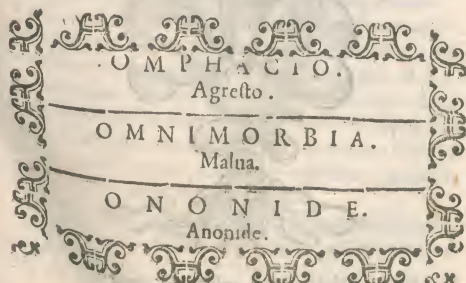 OMPHACIO.
Agresto.
OMNIMORBIA.
Malua.
ONONIDE.
Anonide.